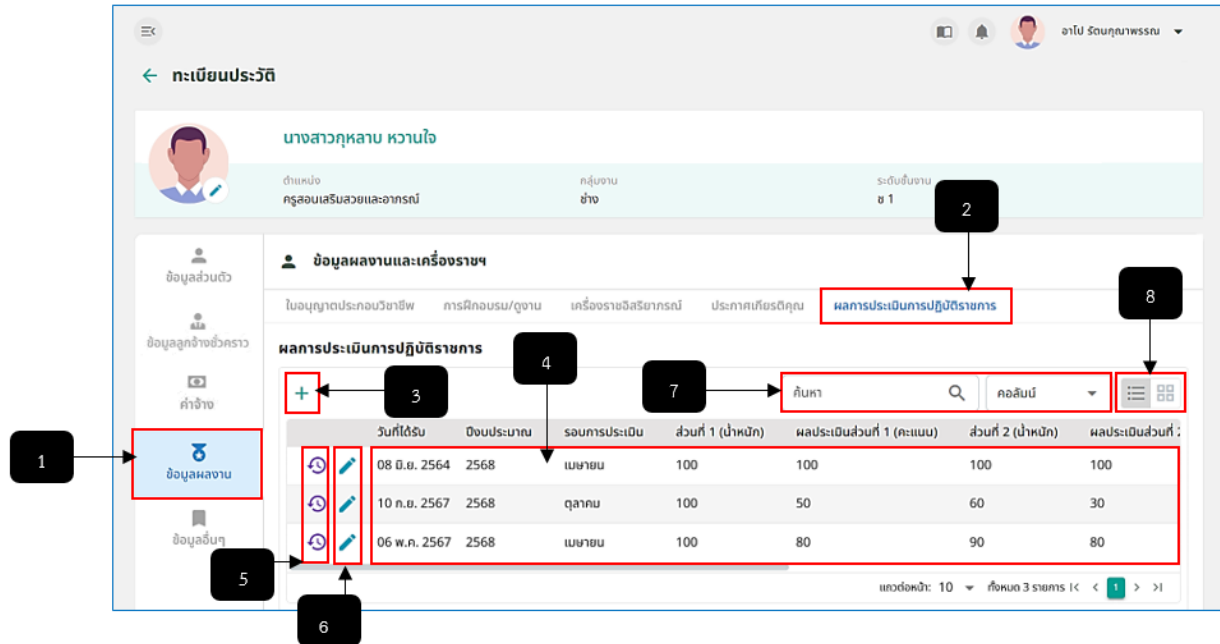 อาโป รัตนคุณาพรรณ
ทะเบียนประวัติ
นางสาวกุหลาบ หวานใจ
ตำแหน่ง กลุ่มงาน ระดับชั้นงาน
ครูสอนเสริมสวยและอาภรณ์ ช่าง ช 1
2
ข้อมูลส่วนตัว
ข้อมูลผลงานและเครื่องราชฯ
8
ใบอนุญาตประกอบวิชาชีพ การฝึกอบรม/ดูงาน เครื่องราชอิสริยาภรณ์ ประกาศเกียรติคุณ ผลการประเมินการปฏิบัติราชการ
ข้อมูลลูกจ้างชั่วคราว
ผลการประเมินการปฏิบัติราชการ
4
3
7
ค้นหา คอลัมน์
ค่าจ้าง
วันที่ได้รับ ปีงบประมาณ รอบการประเมิน ส่วนที่ 1 (น้ำหนัก) ผลประเมินส่วนที่ 1 (คะแนน) ส่วนที่ 2 (น้ำหนัก) ผลประเมินส่วนที่
1
ข้อมูลผลงาน
08 มิ.ย. 2564 2568 เมษายน 100 100 100 100
10 ก.ย. 2567 2568 ตุลาคม 100 50 60 30
ข้อมูลอื่นๆ
06 พ.ค. 2567 2568 เมษายน 100 80 90 80
5
แถวต่อหน้า: 10 ทั้งหมด 3 รายการ 1
6